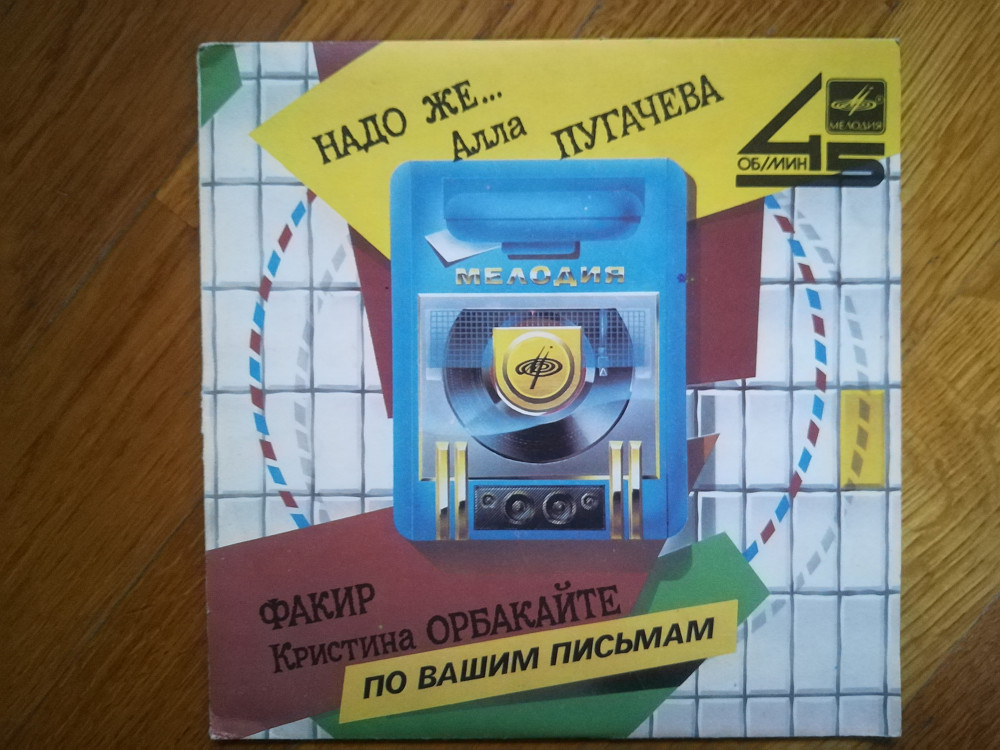 НАДО ЖЕ...
Алла ПУГАЧЕВА
45
ОБ/МИН
МЕЛОДИЯ
МЕЛОДИЯ
ФАКИР
Кристина ОРБАКАЙТЕ
ПО ВАШИМ ПИСЬМАМ